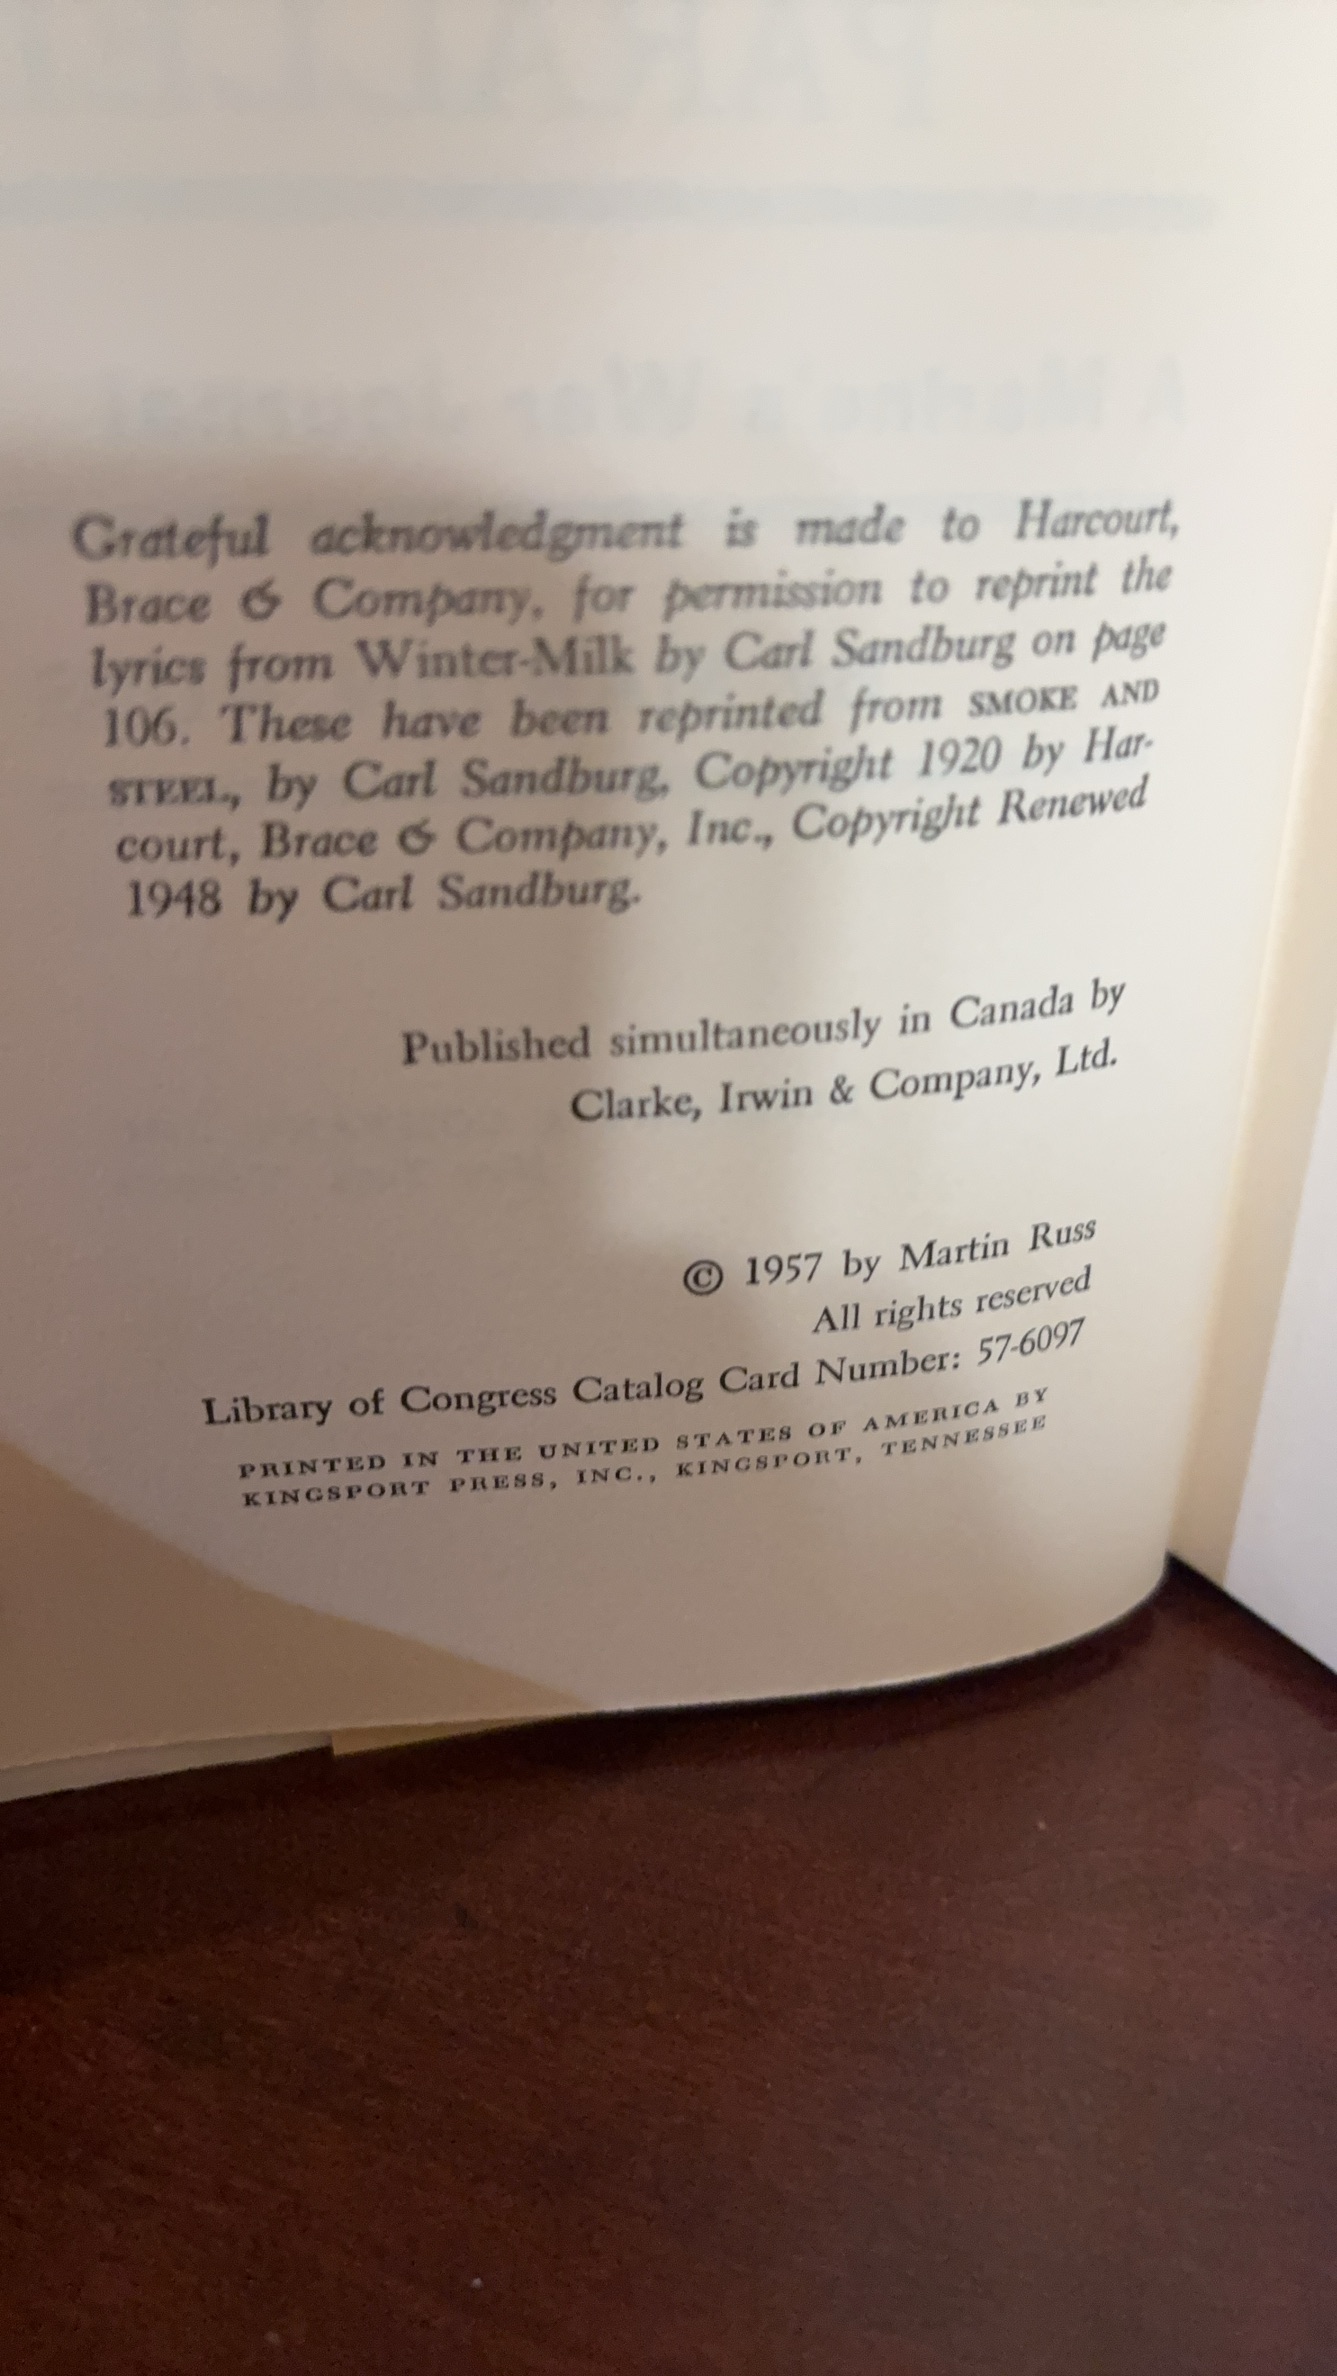 Grateful acknowledgment is made to Harcourt,
Brace & Company, for permission to reprint the
lyrics from Winter-Milk by Carl Sandburg on page
106. These have been reprinted from SMOKE AND
STEEL, by Carl Sandburg, Copyright 1920 by Har-
court, Brace & Company, Inc., Copyright Renewed
1948 by Carl Sandburg.
Published simultaneously in Canada by
Clarke, Irwin & Company, Ltd.
© 1957 by Martin Russ
All rights reserved
Library of Congress Catalog Card Number: 57-6097
PRINTED IN THE UNITED STATES OF AMERICA BY
KINGSPORT PRESS, INC., KINGSPORT, TENNESSEE